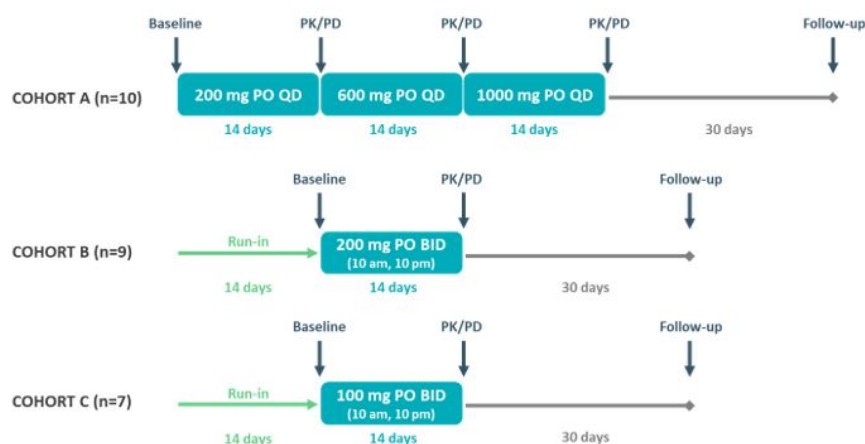 Baseline PK/PD PK/PD PK/PD Follow-up
COHORT A (n=10) 200 mg PO QD 600 mg PO QD 1000 mg PO QD
14 days 14 days 14 days 30 days
Baseline PK/PD Follow-up
Run-in 200 mg PO BID
COHORT B (n=9) (10 am, 10 pm)
14 days 14 days 30 days
Baseline PK/PD Follow-up
Run-in 100 mg PO BID
COHORT C (n=7) (10 am, 10 pm)
14 days 14 days 30 days